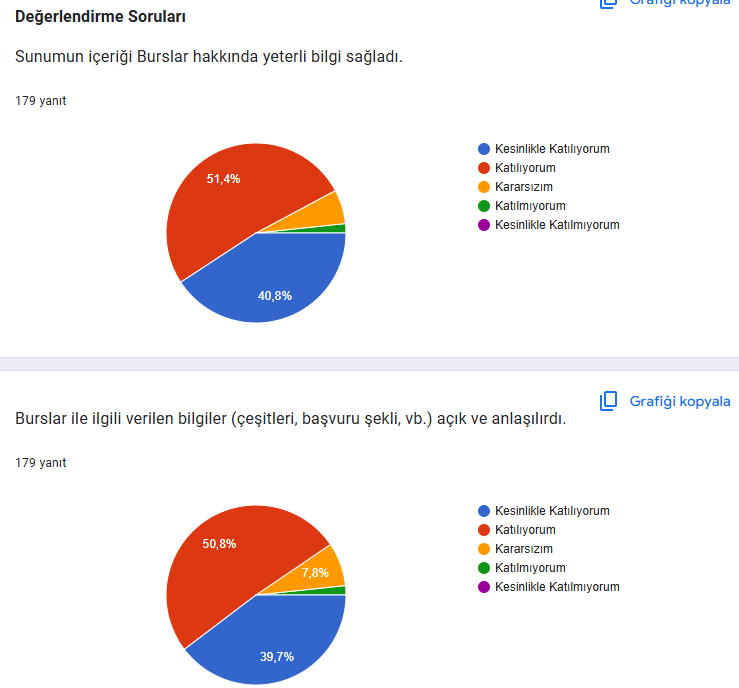 Grafiği kopyala
Değerlendirme Soruları
Sunumun içeriği Burslar hakkında yeterli bilgi sağladı.
179 yanıt
Kesinlikle Katılıyorum
Katılıyorum
Kararsızım
Katılmıyorum
Kesinlikle Katılmıyorum
51,4%
40,8%
Grafiği kopyala
Burslar ile ilgili verilen bilgiler (çeşitleri, başvuru şekli, vb.) açık ve anlaşılırdı.
179 yanıt
Kesinlikle Katılıyorum
Katılıyorum
Kararsızım
Katılmıyorum
Kesinlikle Katılmıyorum
50,8%
7,8%
39,7%